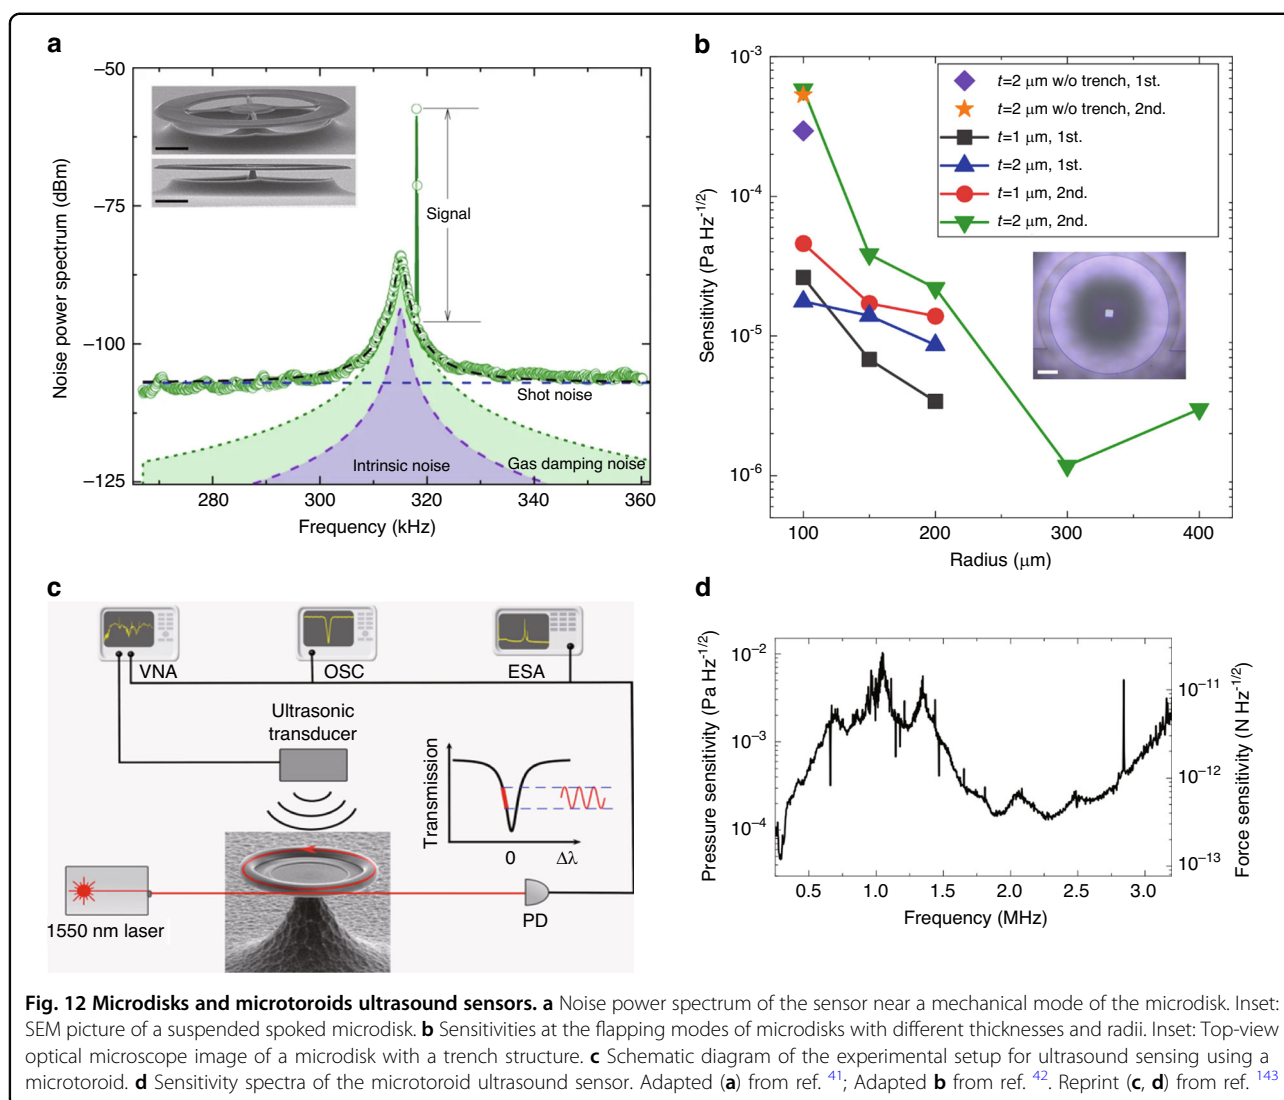 a
Noise power spectrum (dBm)
−50
−75
−100
−125
Signal
Shot noise
Intrinsic noise
Gas damping noise
280 300 320 340 360
Frequency (kHz)
b
Sensitivity (Pa Hz-1/2)
10−3
10−4
10−5
10−6
t=2 μm w/o trench, 1st.
t=2 μm w/o trench, 2nd.
t=1 μm, 1st.
t=2 μm, 1st.
t=1 μm, 2nd.
t=2 μm, 2nd.
100 200 300 400
Radius (μm)
c
VNA OSC ESA
Ultrasonic
transducer
Transmission
0 Δλ
1550 nm laser
PD
d
Pressure sensitivity (Pa Hz-1/2)
10−2
10−3
10−4
10−11
10−12
10−13
Force sensitivity (N Hz-1/2)
0.5 1.0 1.5 2.0 2.5 3.0
Frequency (MHz)
Fig. 12 Microdisks and microtoroids ultrasound sensors. a Noise power spectrum of the sensor near a mechanical mode of the microdisk. Inset:
SEM picture of a suspended spoked microdisk. b Sensitivities at the flapping modes of microdisks with different thicknesses and radii. Inset: Top-view
optical microscope image of a microdisk with a trench structure. c Schematic diagram of the experimental setup for ultrasound sensing using a
microtoroid. d Sensitivity spectra of the microtoroid ultrasound sensor. Adapted (a) from ref. 41; Adapted b from ref. 42. Reprint (c, d) from ref. 143